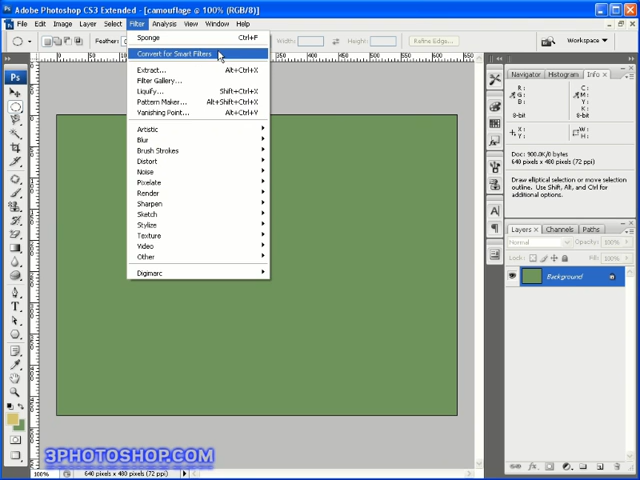 Adobe Photoshop CS3 Extended - [camouflage @ 100% (RGB/8)]
File Edit Image Layer Select Filter Analysis View Window Help
Width: Height: Refine Edge... Workspace
Sponge Ctrl+F
Convert for Smart Filters
Extract... Alt+Ctrl+X
Filter Gallery...
Liquify... Shift+Ctrl+X
Pattern Maker... Alt+Shift+Ctrl+X
Vanishing Point... Alt+Ctrl+V
Artistic
Blur
Brush Strokes
Distort
Noise
Pixelate
Render
Sharpen
Sketch
Stylize
Texture
Video
Other
Digimarc
Ps
Navigator Histogram Info
R: C:
G: M:
B: Y:
K:
8-bit 8-bit
X: W:
Y: H:
Doc: 900.0K/0 bytes
640 pixels x 480 pixels (72 ppi)
Draw elliptical selection or move selection
outline. Use Shift, Alt, and Ctrl for
additional options.
Layers Channels Paths
Normal Opacity: 100%
Lock: Fill: 100%
Background
3PHOTOSHOP.COM
100% 640 pixels x 480 pixels (72 ppi)